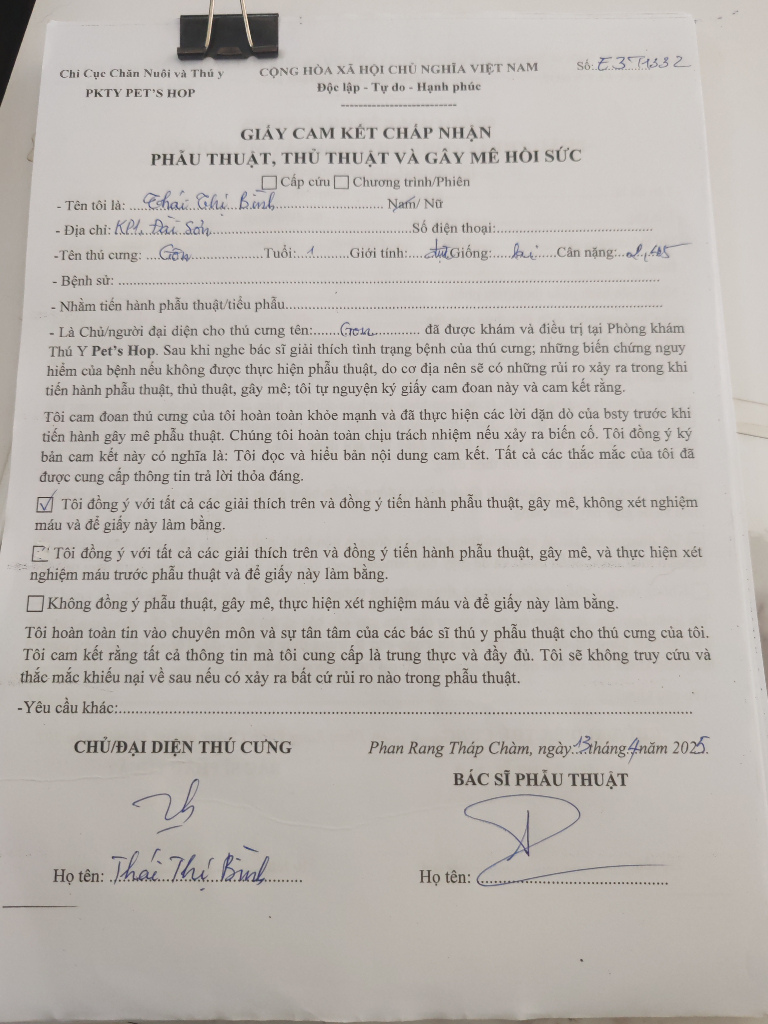 Chi Cục Chăn Nuôi và Thú y
PKTY PET'S HOP
CỘNG HÒA XÃ HỘI CHỦ NGHĨA VIỆT NAM
Độc lập - Tự do - Hạnh phúc
Số: E3T1332
GIẤY CAM KẾT CHẤP NHẬN
PHẪU THUẬT, THỦ THUẬT VÀ GÂY MÊ HỒI SỨC
Cấp cứu Chương trình/Phiên
- Tên tôi là: Thái Thị Bình Nam/ Nữ
- Địa chỉ: KP1. Đài Sơn Số điện thoại:
-Tên thú cưng: Gòn Tuổi: 1 Giới tính: đực Giống: lai Cân nặng: 2,485
- Bệnh sử:
- Nhằm tiến hành phẫu thuật/tiểu phẫu
- Là Chủ/người đại diện cho thú cưng tên: Gòn đã được khám và điều trị tại Phòng khám
Thú Y Pet's Hop. Sau khi nghe bác sĩ giải thích tình trạng bệnh của thú cưng; những biến chứng nguy
hiểm của bệnh nếu không được thực hiện phẫu thuật, do cơ địa nên sẽ có những rủi ro xảy ra trong khi
tiến hành phẫu thuật, thủ thuật, gây mê; tôi tự nguyện ký giấy cam đoan này và cam kết rằng.
Tôi cam đoan thú cưng của tôi hoàn toàn khỏe mạnh và đã thực hiện các lời dặn dò của bsty trước khi
tiến hành gây mê phẫu thuật. Chúng tôi hoàn toàn chịu trách nhiệm nếu xảy ra biến cố. Tôi đồng ý ký
bản cam kết này có nghĩa là: Tôi đọc và hiểu bản nội dung cam kết. Tất cả các thắc mắc của tôi đã
được cung cấp thông tin trả lời thỏa đáng.
Tôi đồng ý với tất cả các giải thích trên và đồng ý tiến hành phẫu thuật, gây mê, không xét nghiệm
máu và để giấy này làm bằng.
Tôi đồng ý với tất cả các giải thích trên và đồng ý tiến hành phẫu thuật, gây mê, và thực hiện xét
nghiệm máu trước phẫu thuật và để giấy này làm bằng.
Không đồng ý phẫu thuật, gây mê, thực hiện xét nghiệm máu và để giấy này làm bằng.
Tôi hoàn toàn tin vào chuyên môn và sự tân tâm của các bác sĩ thú y phẫu thuật cho thú cưng của tôi.
Tôi cam kết rằng tất cả thông tin mà tôi cung cấp là trung thực và đầy đủ. Tôi sẽ không truy cứu và
thắc mắc khiếu nại về sau nếu có xảy ra bất cứ rủi ro nào trong phẫu thuật.
-Yêu cầu khác:
CHỦ/ĐẠI DIỆN THÚ CƯNG
Phan Rang Tháp Chàm, ngày 13 tháng 4 năm 2025.
BÁC SĨ PHẪU THUẬT
Họ tên: Thái Thị Bình
Họ tên: